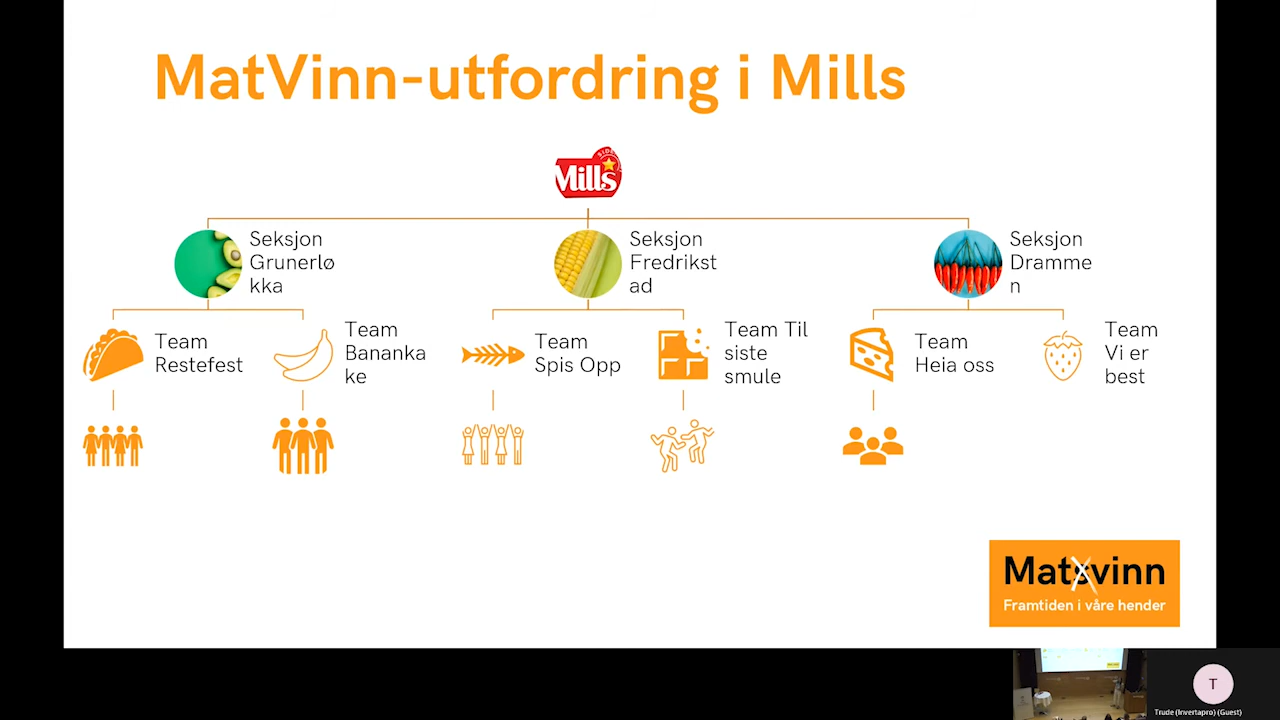 MatVinn-utfordring i Mills
Mills
Seksjon
Grunerlø
kka
Seksjon
Fredrikst
ad
Seksjon
Dramme
n
Team
Restefest
Team
Bananka
ke
Team
Spis Opp
Team Til
siste
smule
Team
Heia oss
Team
Vi er
best
Matsvinn
Framtiden i våre hender
T
Trude (Invertapro) (Guest)